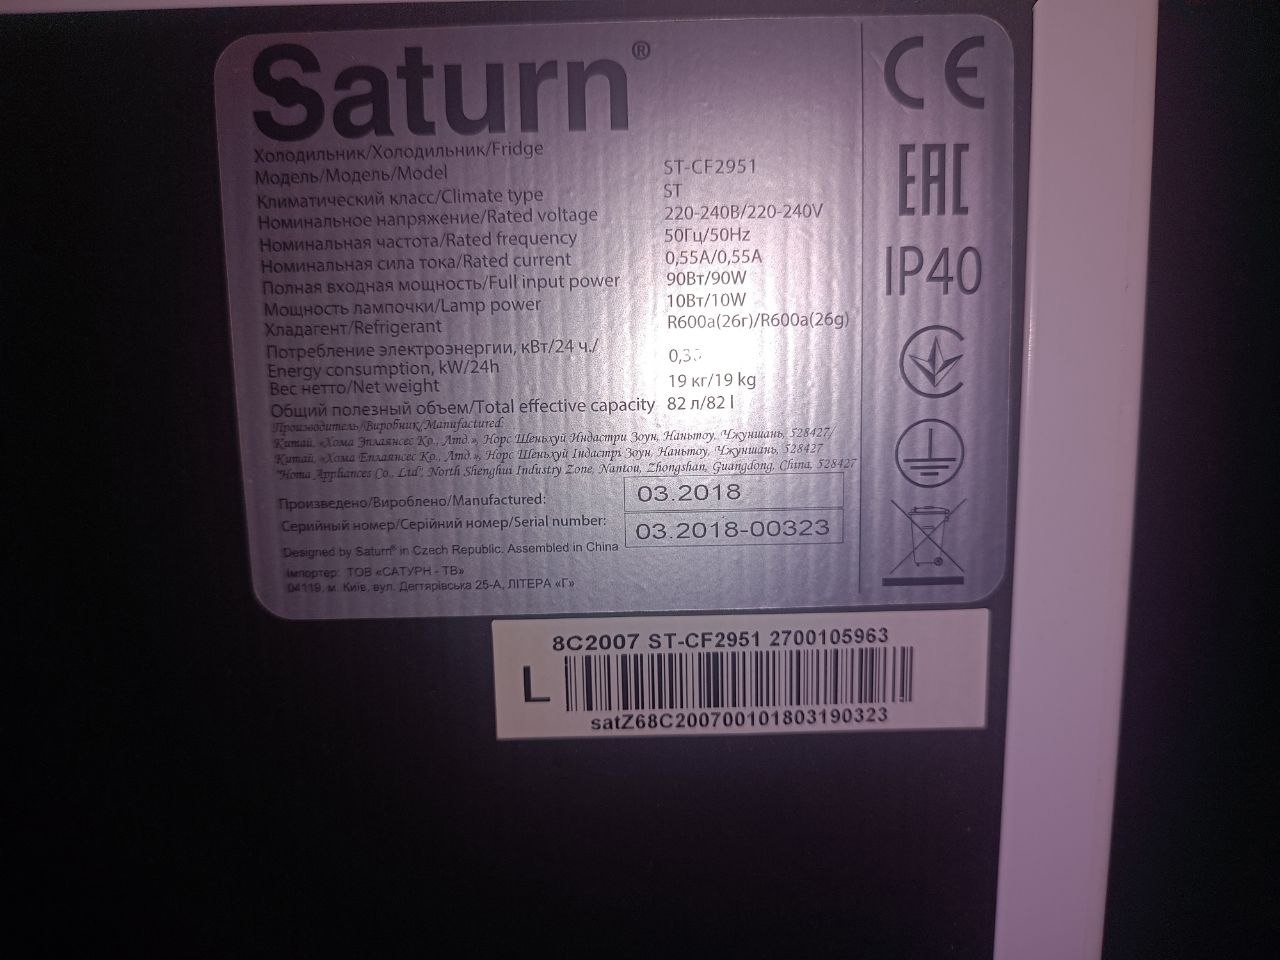 Saturn®
Холодильник/Холодильник/Fridge
Модель/Модель/Model ST-CF2951
Климатический класс/Climate type ST
Номинальное напряжение/Rated voltage 220-240В/220-240V
Номинальная частота/Rated frequency 50Гц/50Hz
Номинальная сила тока/Rated current 0,55А/0,55A
Полная входная мощность/Full input power 90Вт/90W
Мощность лампочки/Lamp power 10Вт/10W
Хладагент/Refrigerant R600a(26г)/R600a(26g)
Потребление электроэнергии, кВт/24 ч./
Energy consumption, kW/24h
Вес нетто/Net weight 19 кг/19 kg
Общий полезный объем/Total effective capacity 82 л/82 l
Производитель/Виробник/Manufactured:
Китай, «Хома Эплаянсес Ко., Лтд.», Норс Шеньхуй Индастри Зоун, Наньтоу, Чжуншань, 528427/
Китай, «Хома Епплаянсес Ко., Лтд.», Норс Шеньхуй Індастрі Зоун, Наньтоу, Чжуншань, 528427
"Homa Appliances Co., Ltd". North Shenghui Industry Zone, Nantou, Zhongshan, Guangdong, China, 528427
Произведено/Вироблено/Manufactured: 03.2018
Серийный номер/Серійний номер/Serial number: 03.2018-00323
Designed by Saturn® in Czech Republic. Assembled in China
Імпортер: ТОВ «САТУРН - ТВ»
04119, м. Київ, вул. Дегтярівська 25-А, ЛІТЕРА «Г»
CE
EAC
IP40
8C2007 ST-CF2951 2700105963
L
satZ68C200700101803190323